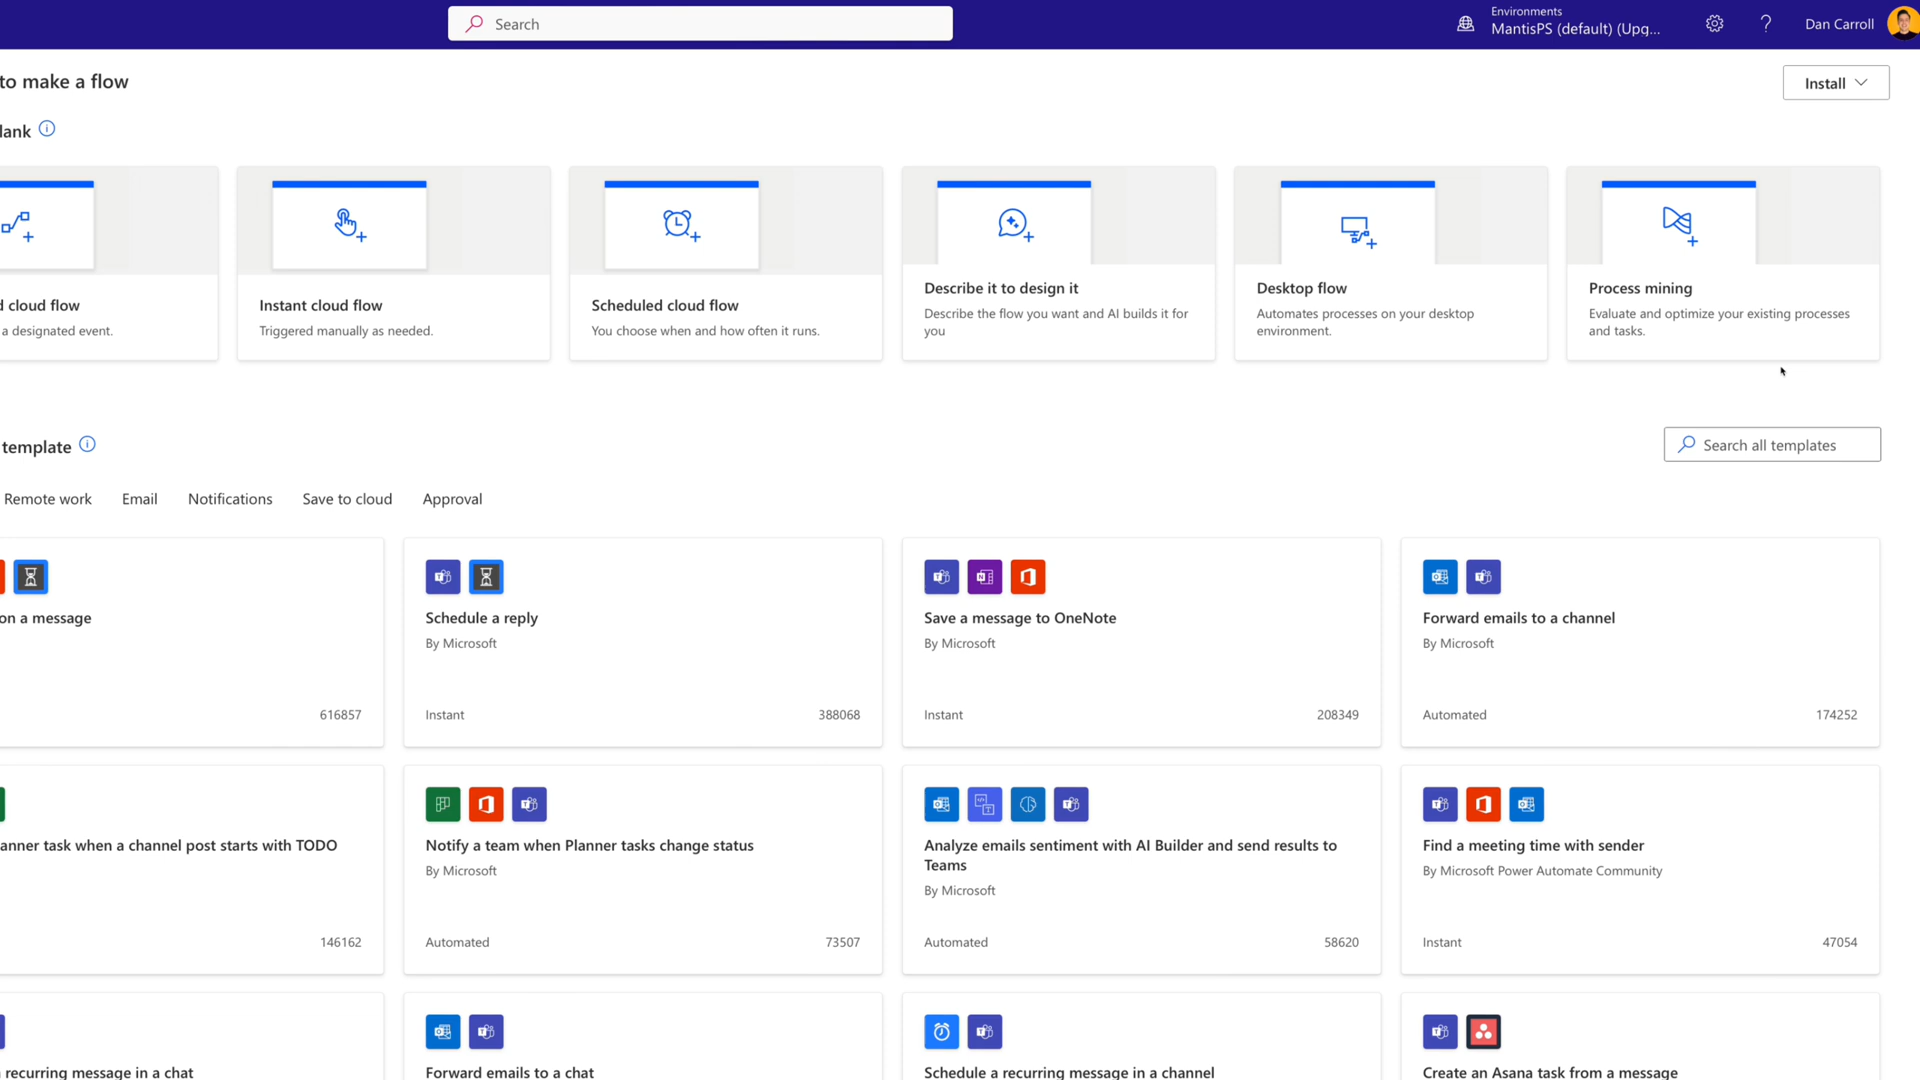 Search
Environments
MantisPS (default) (Upg...
Dan Carroll
to make a flow
Install
lank
d cloud flow
a designated event.
Instant cloud flow
Triggered manually as needed.
Scheduled cloud flow
You choose when and how often it runs.
Describe it to design it
Describe the flow you want and AI builds it for
you
Desktop flow
Automates processes on your desktop
environment.
Process mining
Evaluate and optimize your existing processes
and tasks.
template
Search all templates
Remote work
Email
Notifications
Save to cloud
Approval
on a message
616857
Schedule a reply
By Microsoft
Instant
388068
Save a message to OneNote
By Microsoft
Instant
208349
Forward emails to a channel
By Microsoft
Automated
174252
anner task when a channel post starts with TODO
146162
Notify a team when Planner tasks change status
By Microsoft
Automated
73507
Analyze emails sentiment with AI Builder and send results to
Teams
By Microsoft
Automated
58620
Find a meeting time with sender
By Microsoft Power Automate Community
Instant
47054
recurring message in a chat
Forward emails to a chat
Schedule a recurring message in a channel
Create an Asana task from a message